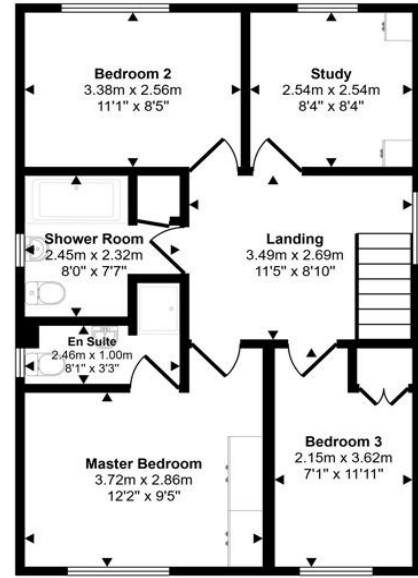 Bedroom 2
3.38m x 2.56m
11'1" x 8'5"
Study
2.54m x 2.54m
8'4" x 8'4"
Shower Room
2.45m x 2.32m
8'0" x 7'7"
Landing
3.49m x 2.69m
11'5" x 8'10"
En Suite
2.46m x 1.00m
8'1" x 3'3"
Master Bedroom
3.72m x 2.86m
12'2" x 9'5"
Bedroom 3
2.15m x 3.62m
7'1" x 11'11"